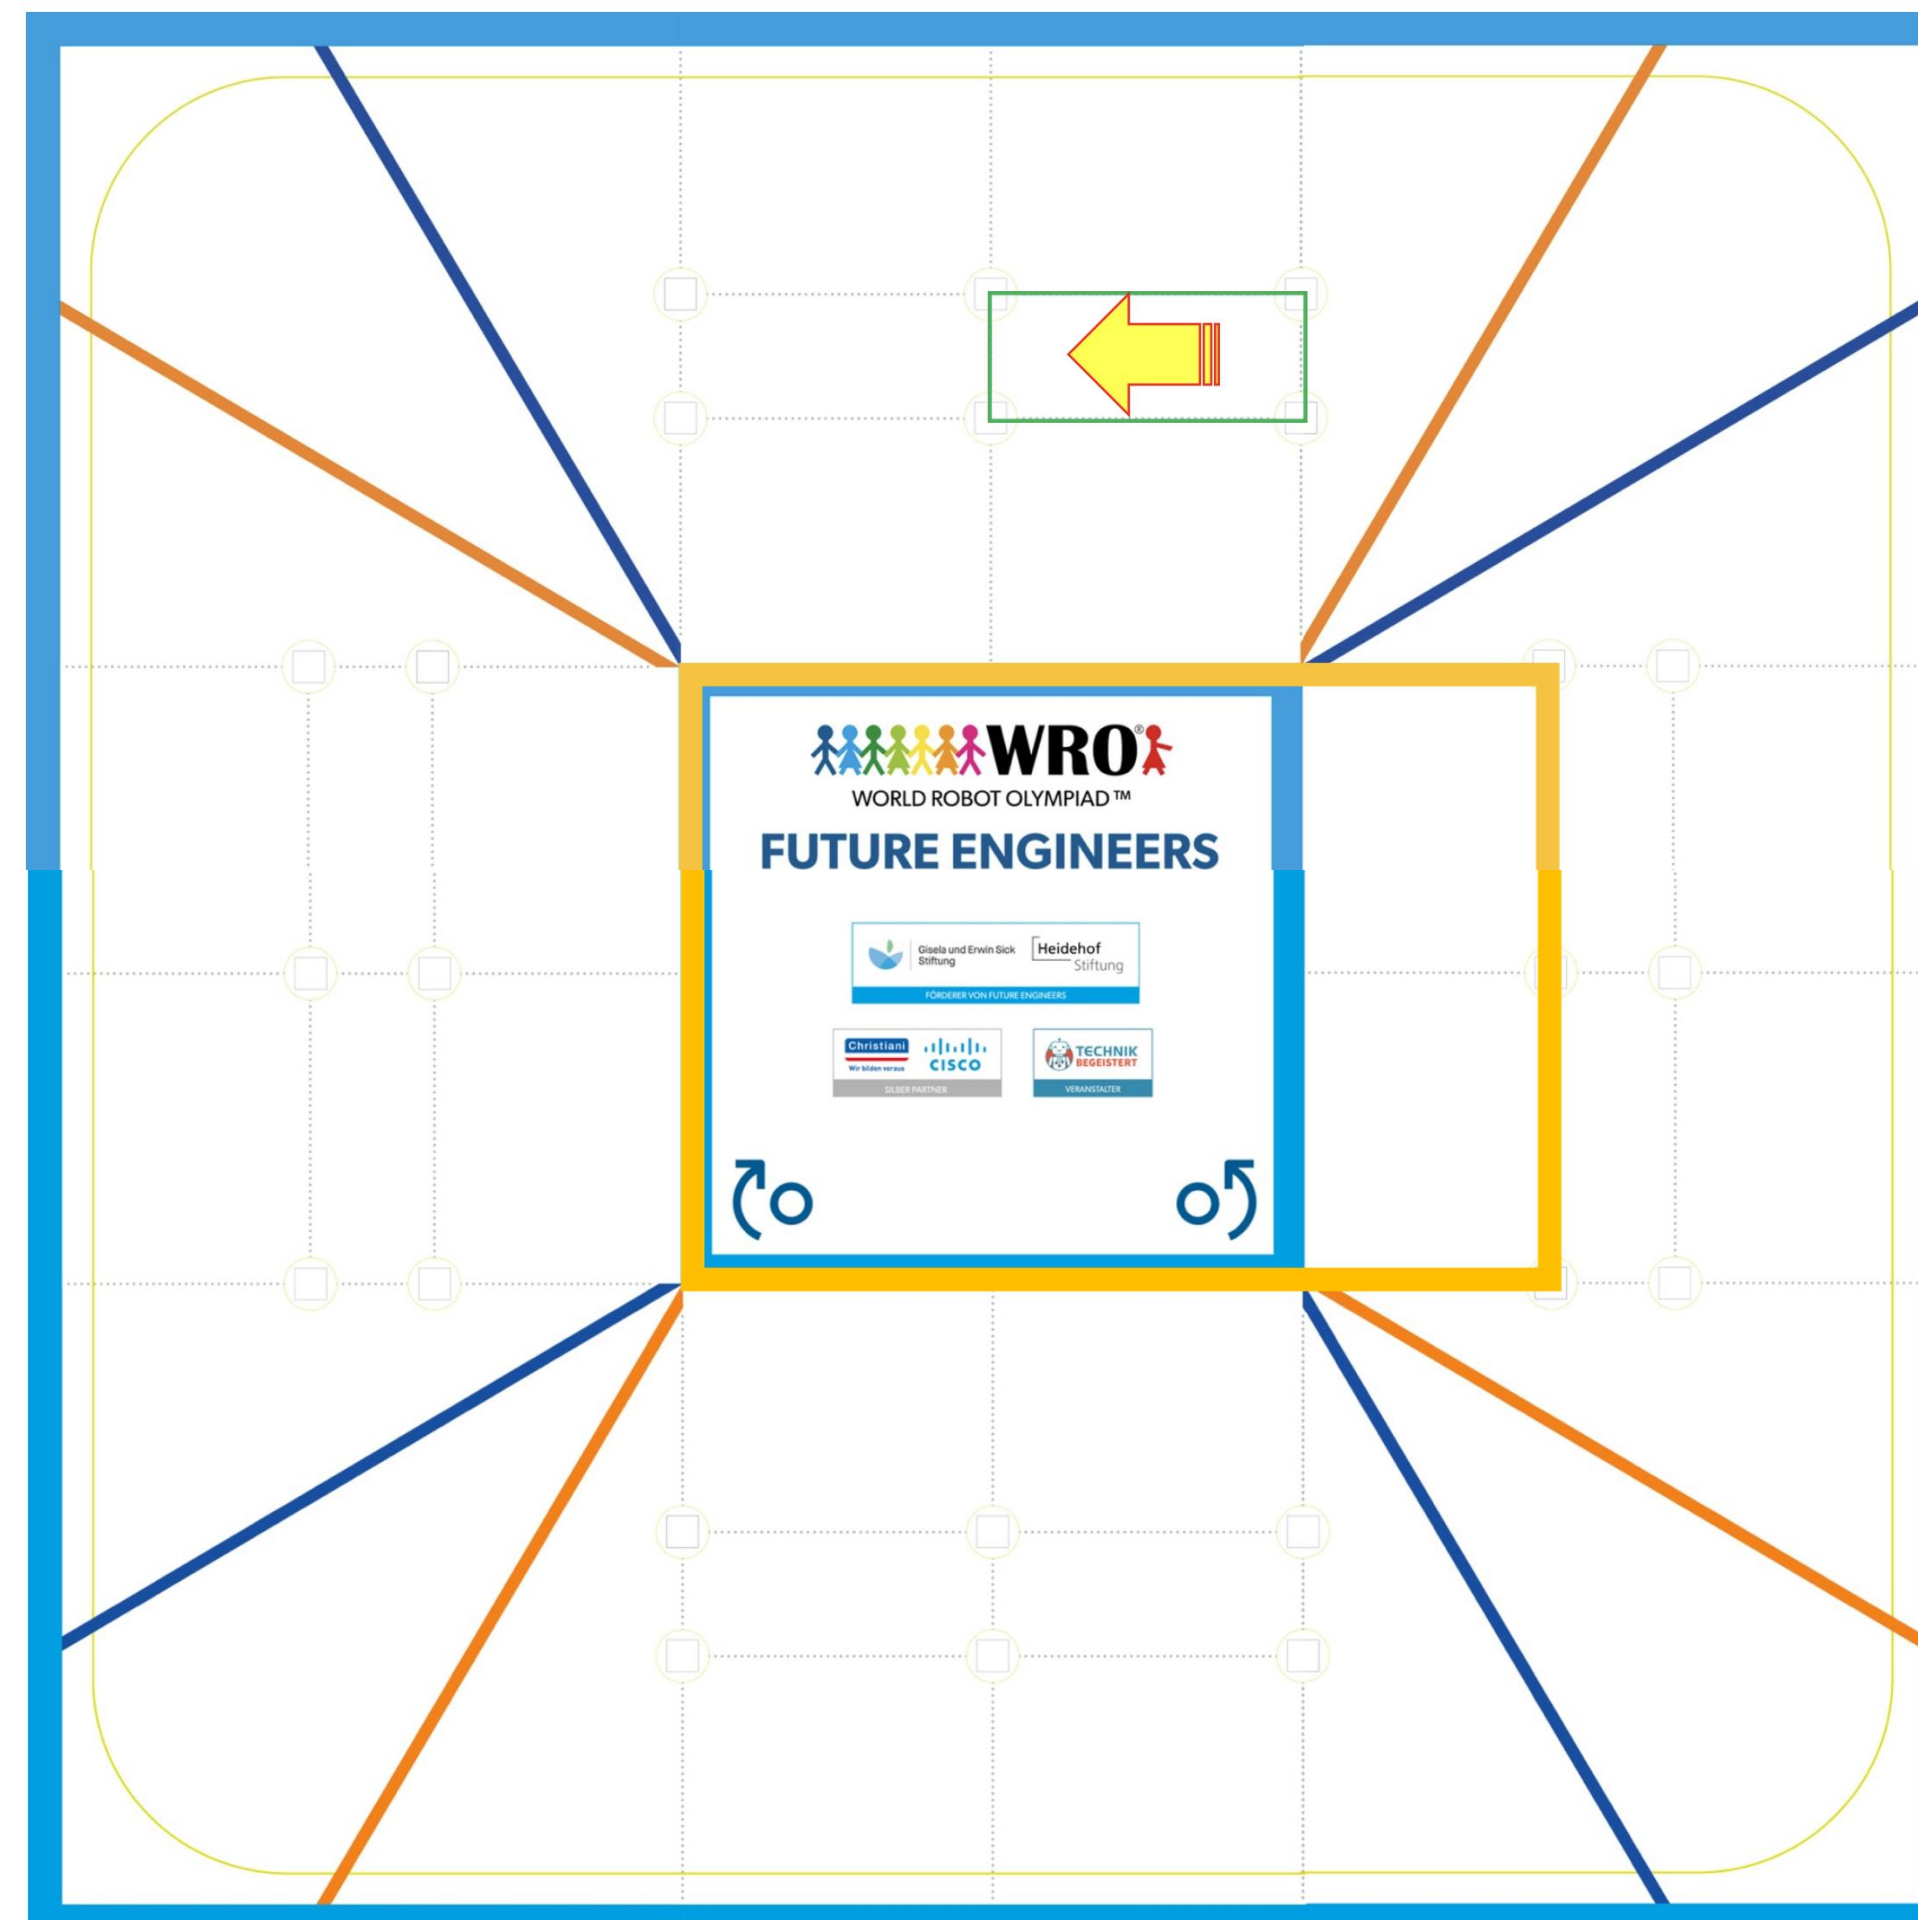 WRO®
WORLD ROBOT OLYMPIAD™
FUTURE ENGINEERS
Gisela und Erwin Sick
Stiftung
Heidehof
Stiftung
FÖRDERER VON FUTURE ENGINEERS
Christiani
Wir bilden voraus
CISCO
SILBER PARTNER
TECHNIK
BEGEISTERT
VERANSTALTER